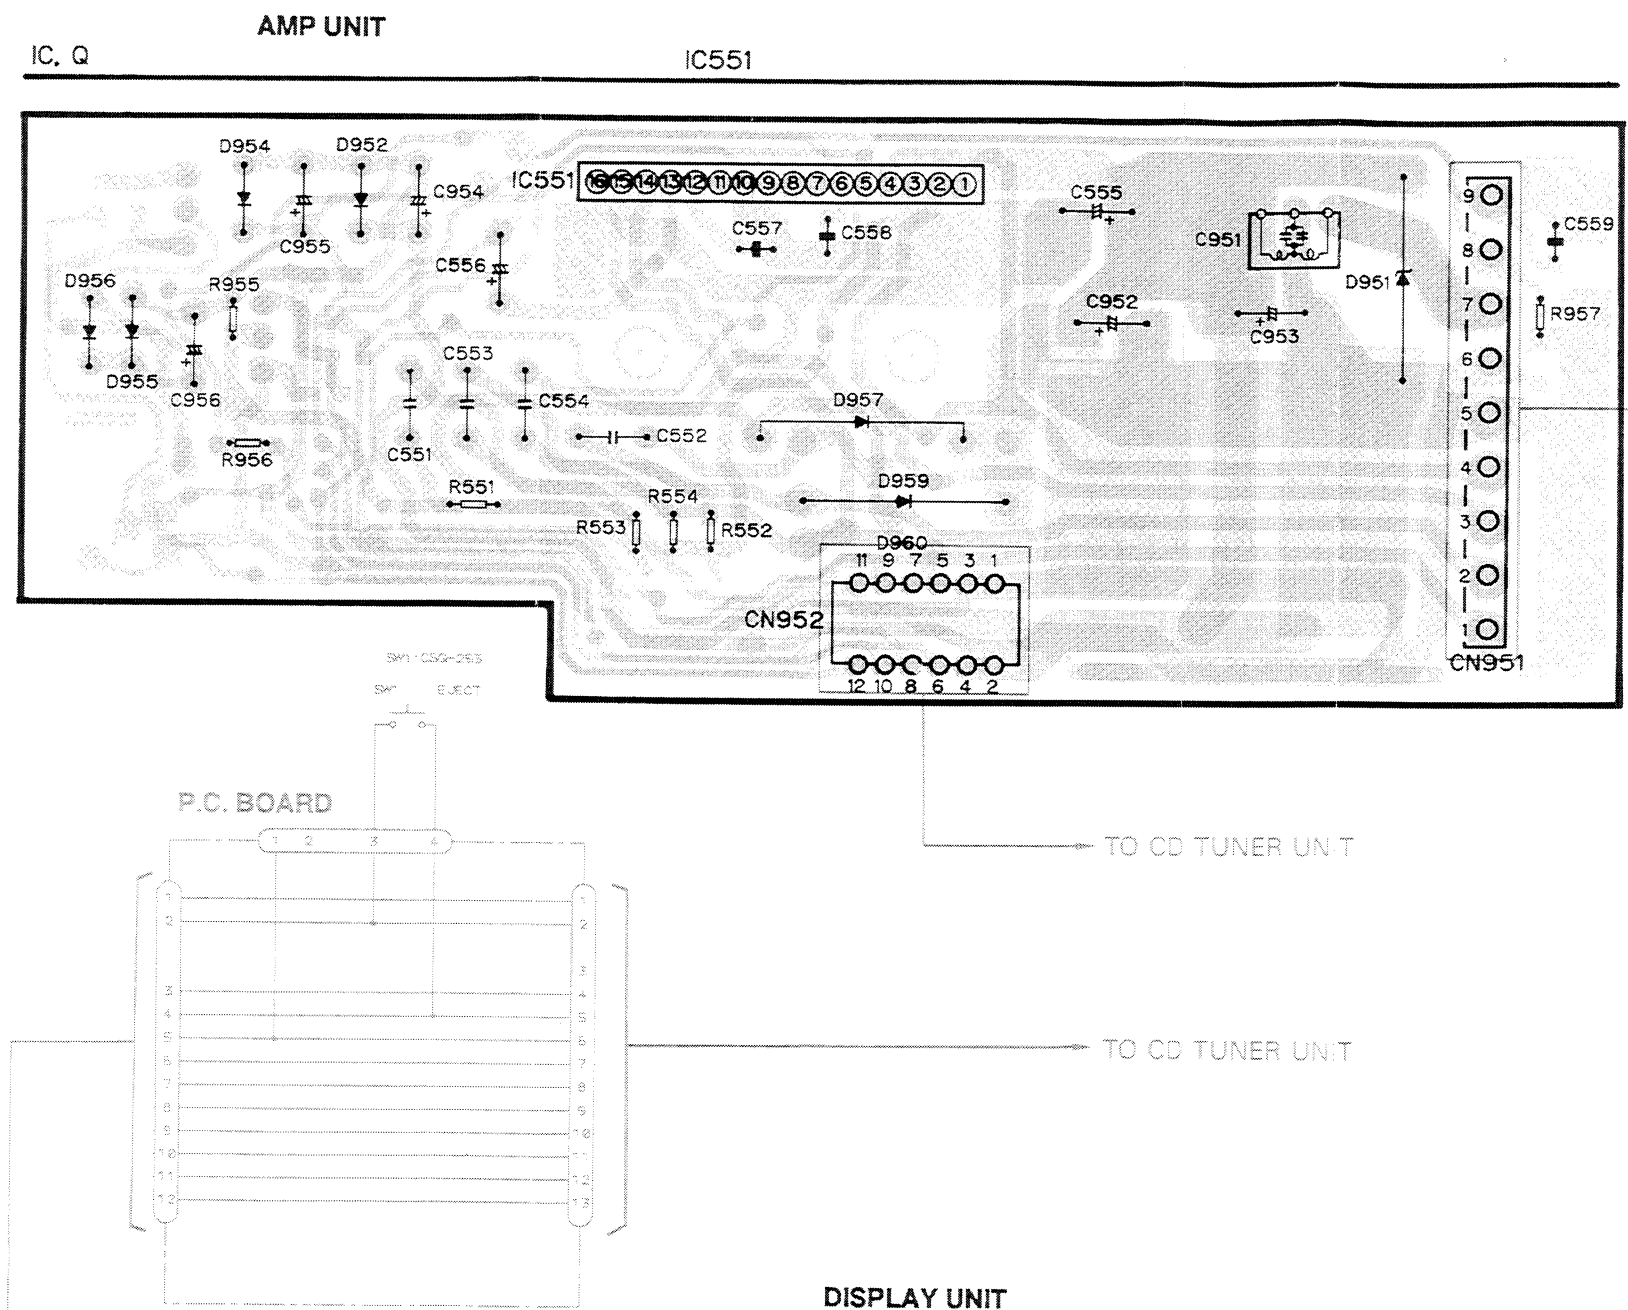 AMP UNIT
IC, Q
IC551
D954
D952
IC551
16 15 14 13 12 11 10 9 8 7 6 5 4 3 2 1
C954
C955
C556
C557
C558
C555
C951
C559
D951
C952
C953
R957
D956
R955
D955
C956
C553
C554
C551
C552
D957
R956
R551
R554
R553
R552
D959
D960
11 9 7 5 3 1
CN952
12 10 8 6 4 2
9
8
7
6
5
4
3
2
1
CN951
EJECT
P.C. BOARD
1 2 3 4
TO CD TUNER UNIT
1 1
2 2
3
3 4
4 5
5 6
6 7
7 8
8 9
9 10
10 11
11 12
12 13
TO CD TUNER UNIT
DISPLAY UNIT